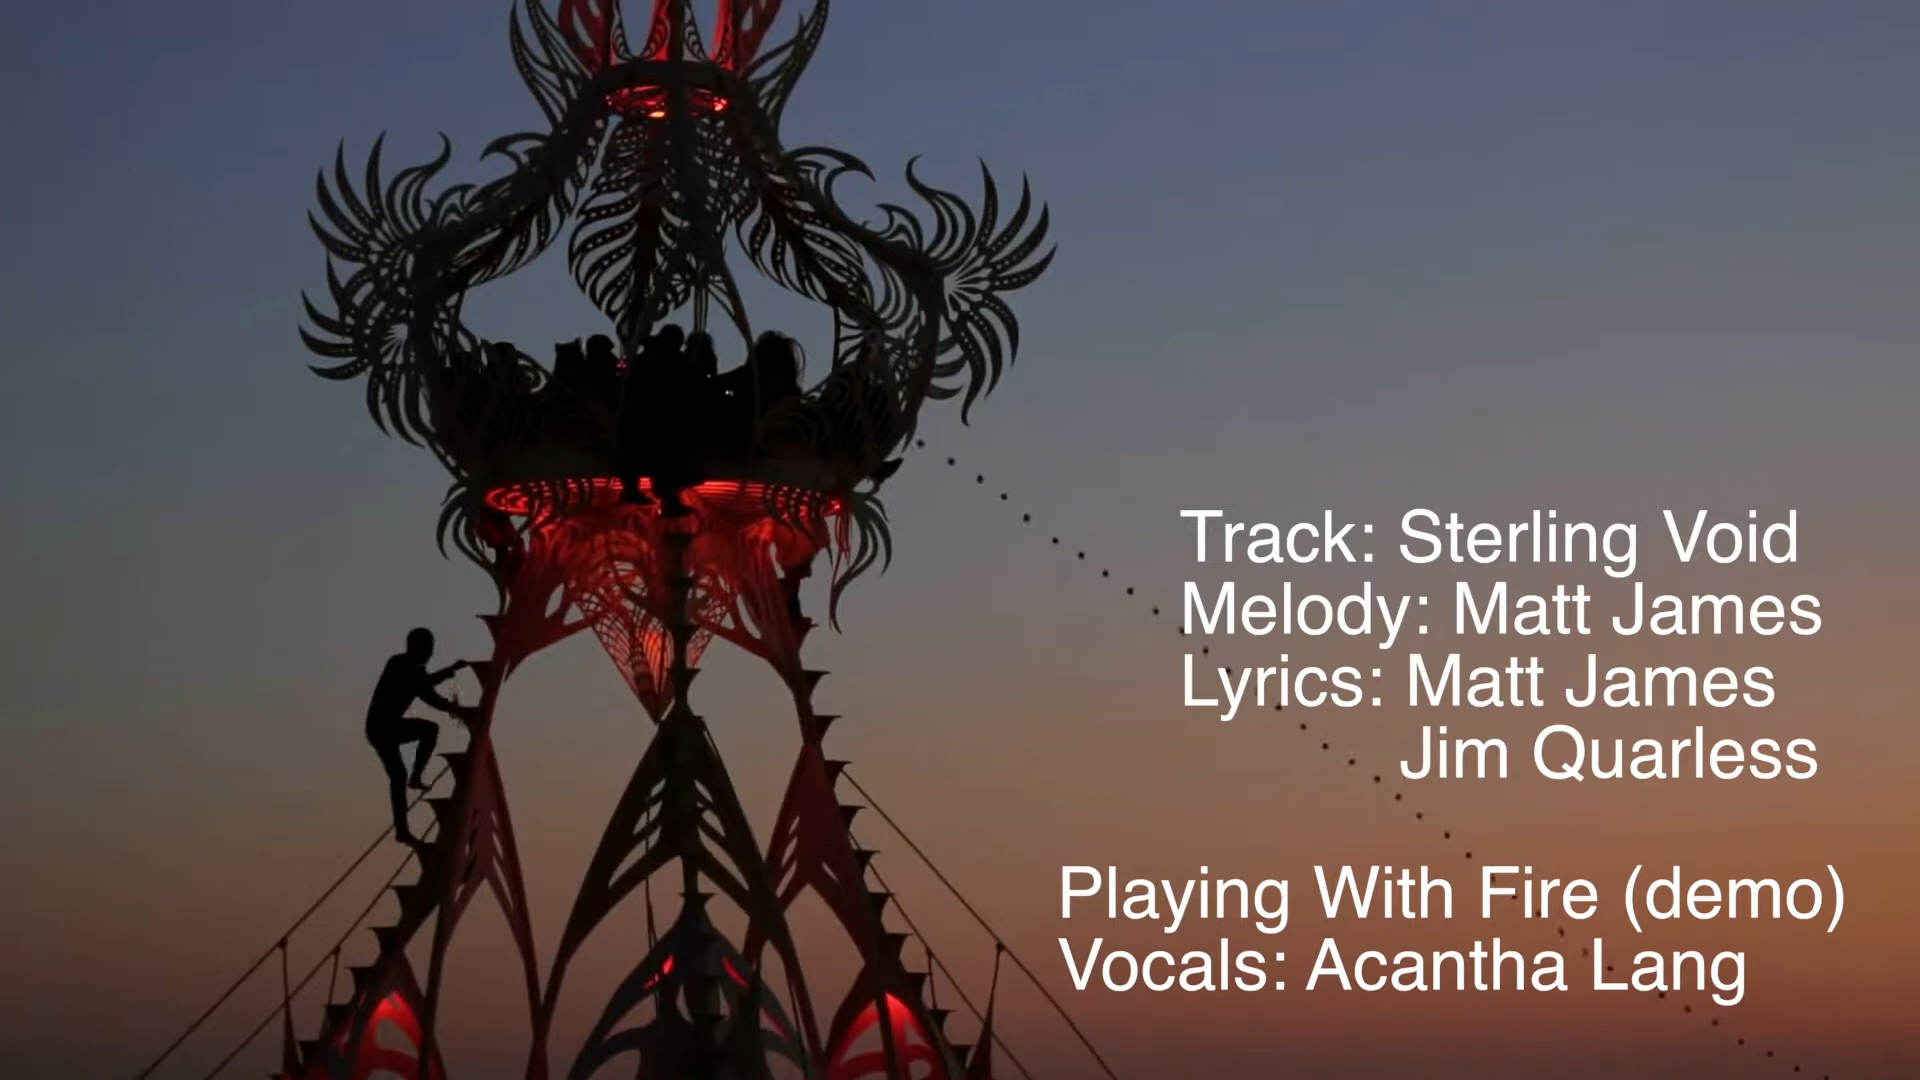 Track: Sterling Void
Melody: Matt James
Lyrics: Matt James
Jim Quarless
Playing With Fire (demo)
Vocals: Acantha Lang